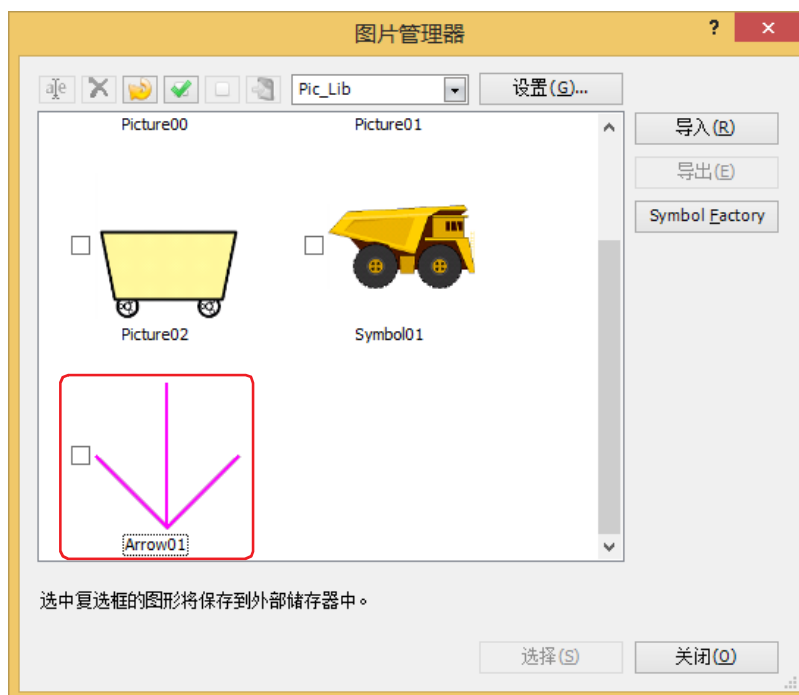 图片管理器
?
a͟je
Pic_Lib
设置(G)...
Picture00
Picture01
导入(R)
导出(E)
Symbol Factory
Picture02
Symbol01
Arrow01
选中复选框的图形将保存到外部储存器中。
选择(S)
关闭(O)